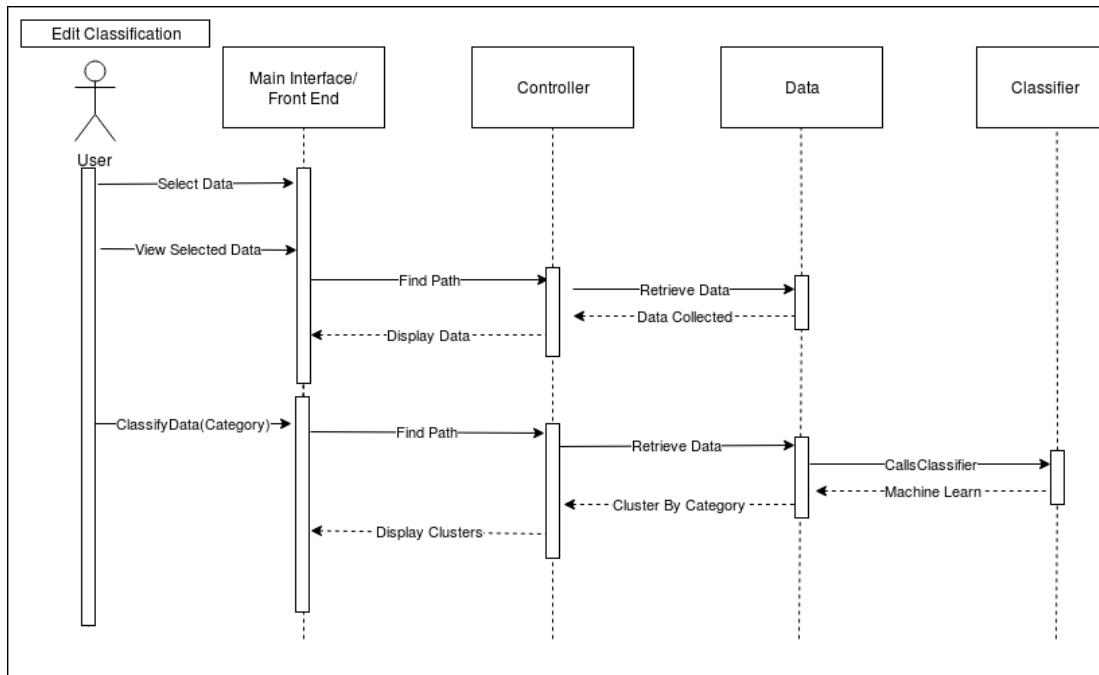 Edit Classification
User
Main Interface/
Front End
Controller
Data
Classifier
Select Data
View Selected Data
Find Path
Retrieve Data
Data Collected
Display Data
ClassifyData(Category)
Find Path
Retrieve Data
CallsClassifier
Machine Learn
Cluster By Category
Display Clusters